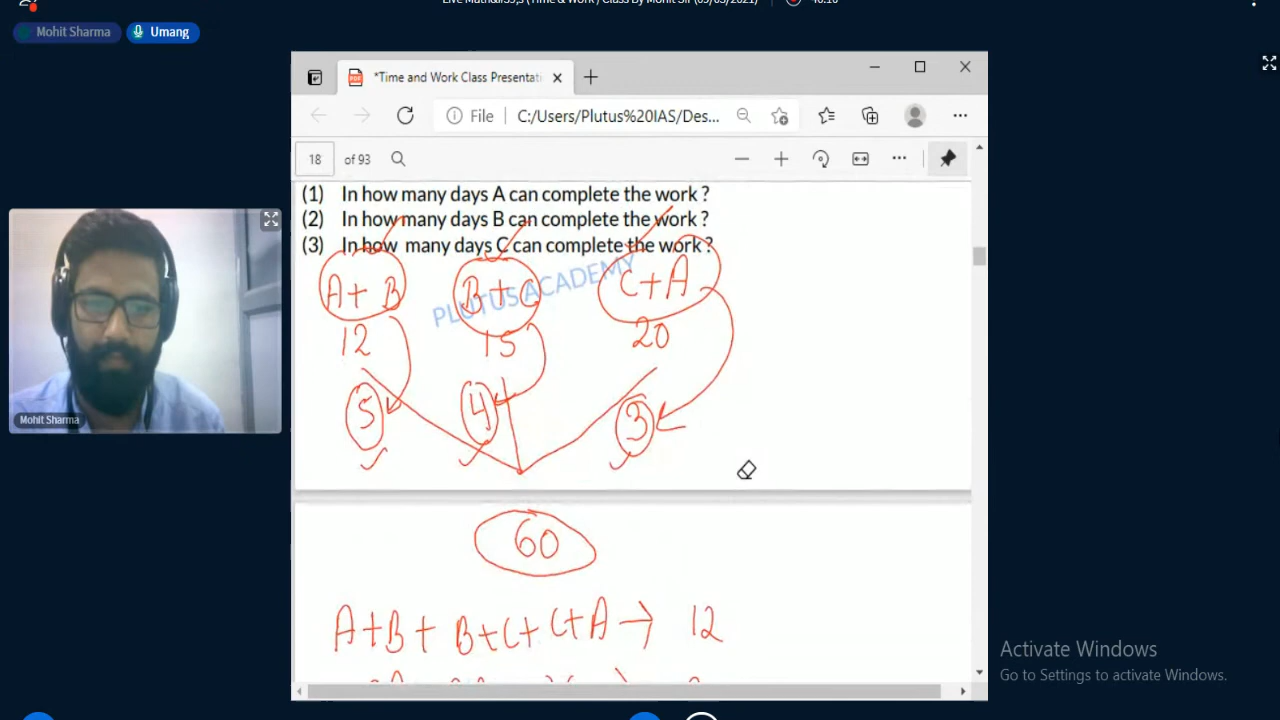 Mohit Sharma
Umang
*Time and Work Class Presentati
File
C:/Users/Plutus%20IAS/Des...
18
of 93
(1) In how many days A can complete the work ?
(2) In how many days B can complete the work ?
(3) In how many days C can complete the work ?
A+B B+C C+A
PLUTUS ACADEMY
12 15 20
5 4 3
Mohit Sharma
60
A+B+ B+C+ C+A → 12
Activate Windows
Go to Settings to activate Windows.